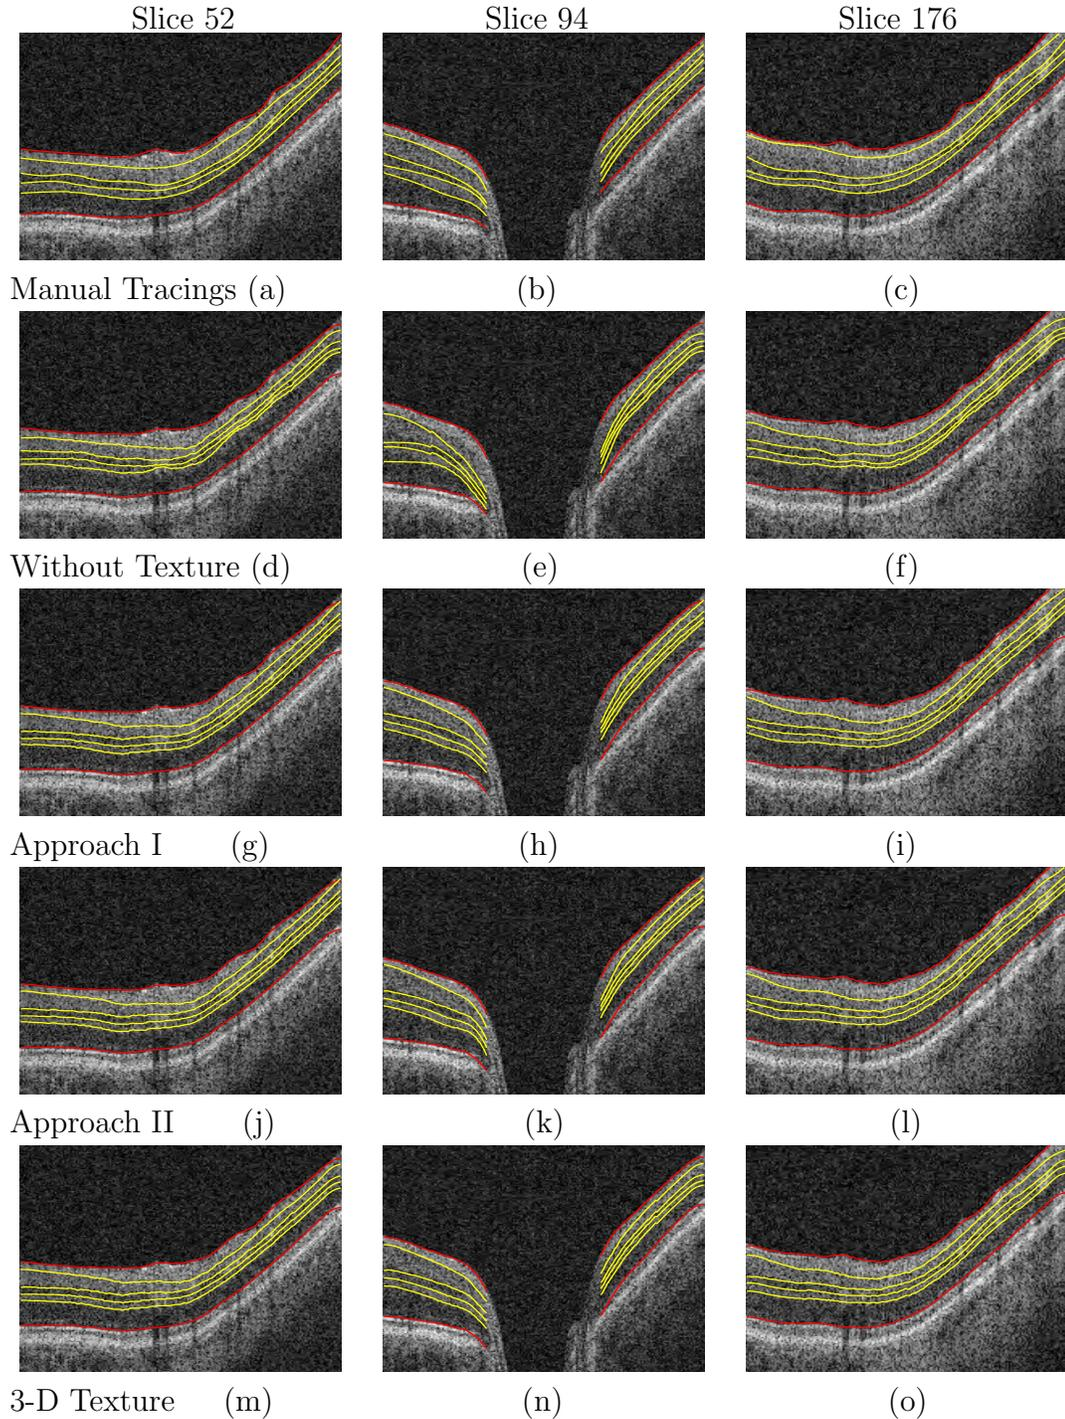 Slice 52 Slice 94 Slice 176
Manual Tracings (a) (b) (c)
Without Texture (d) (e) (f)
Approach I (g) (h) (i)
Approach II (j) (k) (l)
3-D Texture (m) (n) (o)